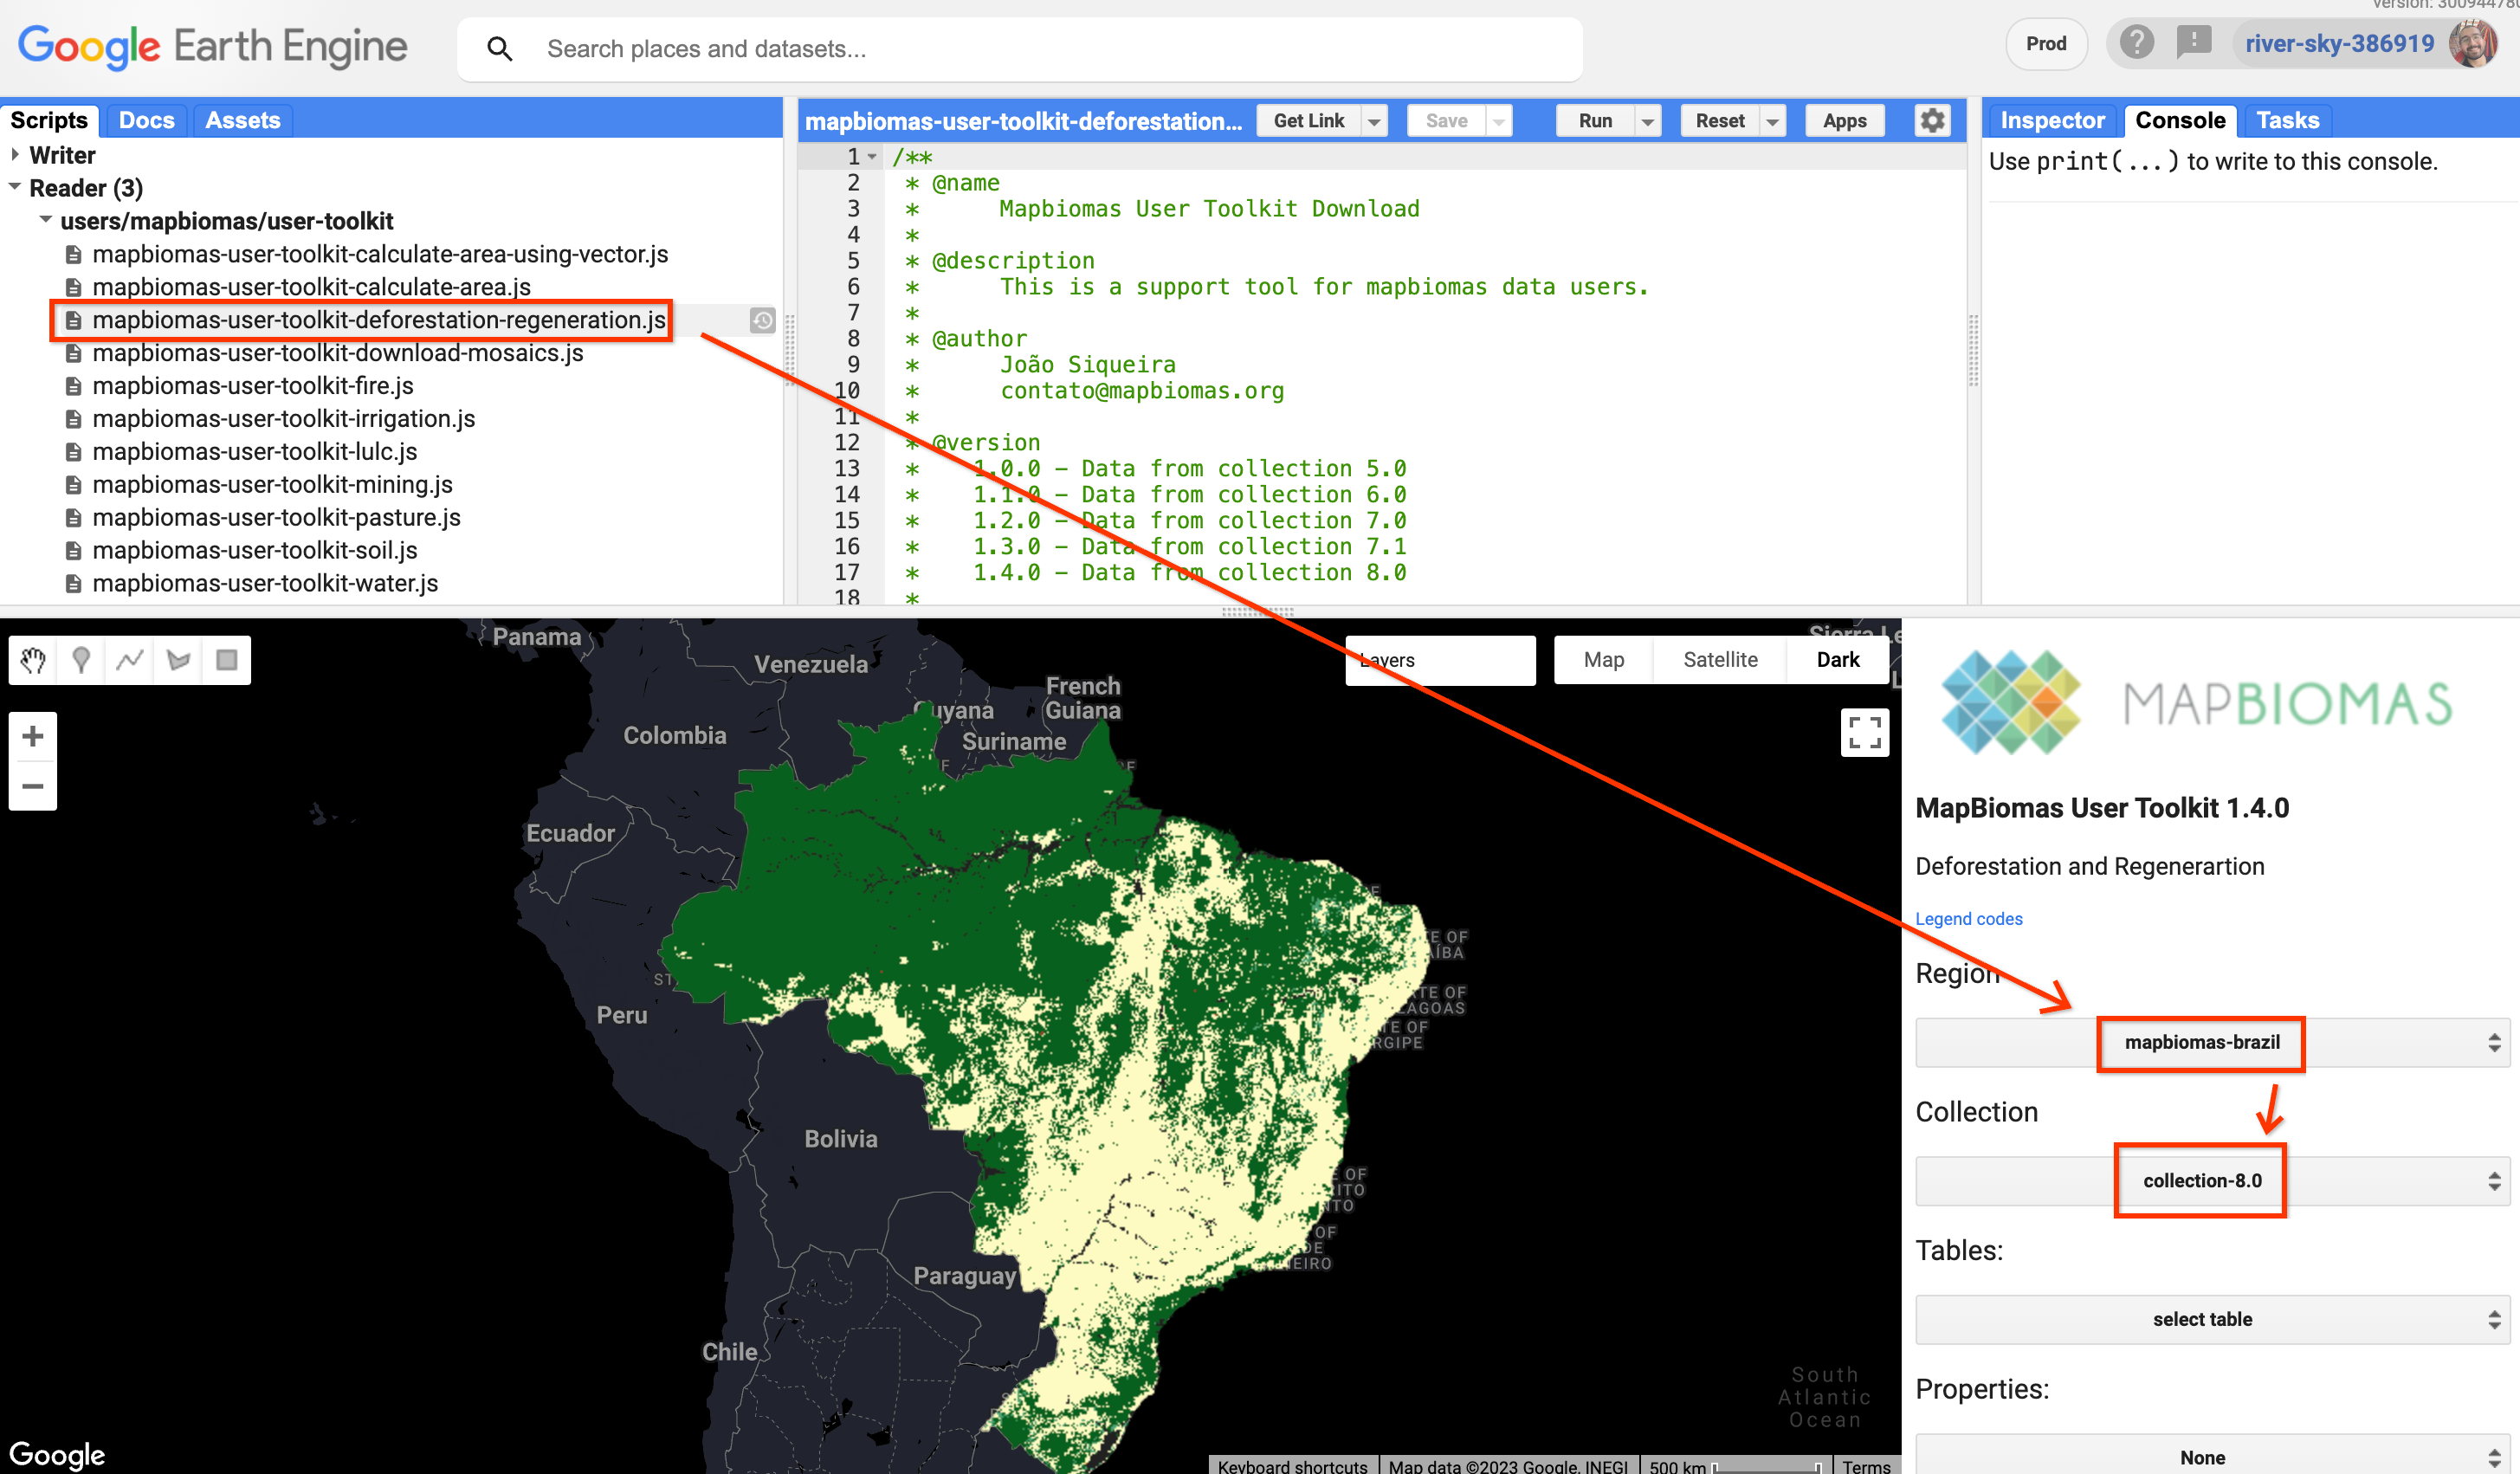 version: 300944780
Google Earth Engine
Search places and datasets...
Prod
river-sky-386919
Scripts
Docs
Assets
Writer
Reader (3)
users/mapbiomas/user-toolkit
mapbiomas-user-toolkit-calculate-area-using-vector.js
mapbiomas-user-toolkit-calculate-area.js
mapbiomas-user-toolkit-deforestation-regeneration.js
mapbiomas-user-toolkit-download-mosaics.js
mapbiomas-user-toolkit-fire.js
mapbiomas-user-toolkit-irrigation.js
mapbiomas-user-toolkit-lulc.js
mapbiomas-user-toolkit-mining.js
mapbiomas-user-toolkit-pasture.js
mapbiomas-user-toolkit-soil.js
mapbiomas-user-toolkit-water.js
mapbiomas-user-toolkit-deforestation...
Get Link
Save
Run
Reset
Apps
1 /**
2 * @name
3 * Mapbiomas User Toolkit Download
4 *
5 * @description
6 * This is a support tool for mapbiomas data users.
7 *
8 * @author
9 * João Siqueira
10 * contato@mapbiomas.org
11 *
12 * @version
13 * 1.0.0 – Data from collection 5.0
14 * 1.1.0 – Data from collection 6.0
15 * 1.2.0 – Data from collection 7.0
16 * 1.3.0 – Data from collection 7.1
17 * 1.4.0 – Data from collection 8.0
18 *
Inspector
Console
Tasks
Use print(...) to write to this console.
Layers
Map
Satellite
Dark
Panama
Venezuela
Guyana
French
Guiana
Suriname
Colombia
Ecuador
Peru
Bolivia
Paraguay
Chile
South
Atlantic
Ocean
Google
Keyboard shortcuts
Map data ©2023 Google, INEGI
500 km
Terms
MAPBIOMAS
MapBiomas User Toolkit 1.4.0
Deforestation and Regenerartion
Legend codes
Region
mapbiomas-brazil
Collection
collection-8.0
Tables:
select table
Properties:
None